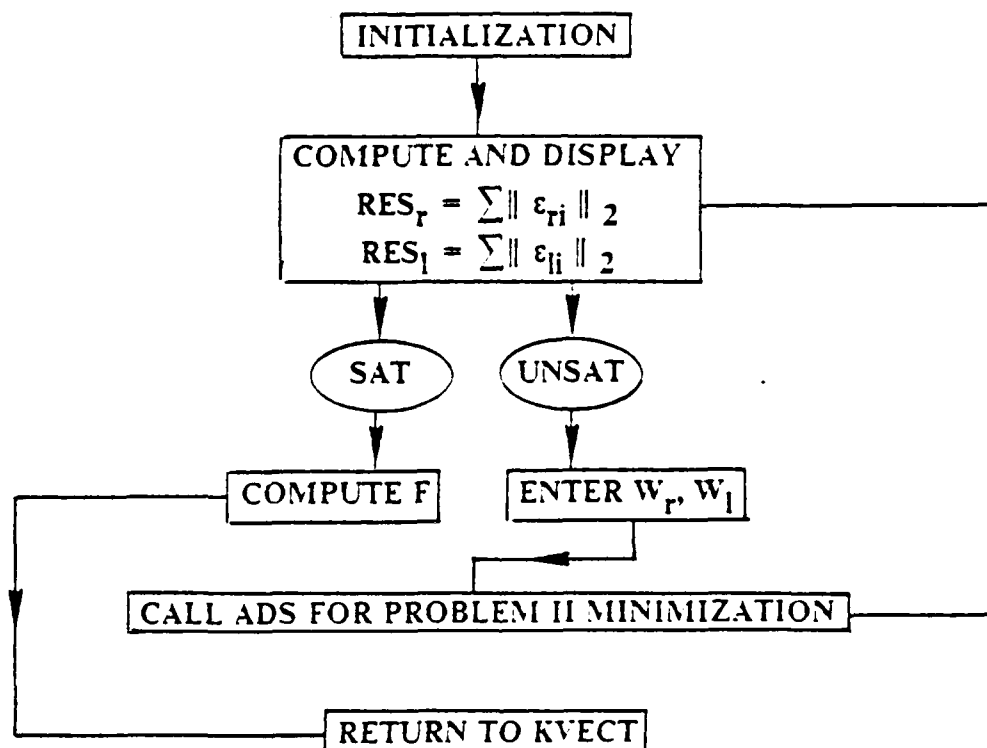 INITIALIZATION
COMPUTE AND DISPLAY
RES_r = ∑‖ ε_ri ‖ _2
RES_l = ∑‖ ε_li ‖ _2
SAT
UNSAT
COMPUTE F
ENTER W_r, W_l
CALL ADS FOR PROBLEM II MINIMIZATION
RETURN TO KVECT